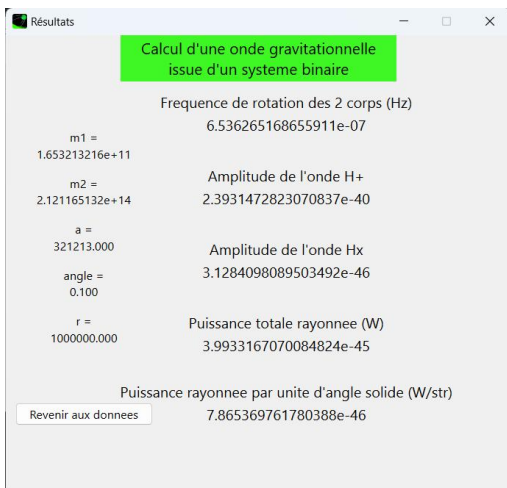 Résultats
Calcul d'une onde gravitationnelle
issue d'un systeme binaire
Frequence de rotation des 2 corps (Hz)
6.536265168655911e-07
m1 =
1.653213216e+11
m2 =
2.121165132e+14
a =
321213.000
angle =
0.100
r =
1000000.000
Amplitude de l'onde H+
2.3931472823070837e-40
Amplitude de l'onde Hx
3.1284098089503492e-46
Puissance totale rayonnee (W)
3.9933167070084824e-45
Puissance rayonnee par unite d'angle solide (W/str)
7.865369761780388e-46
Revenir aux donnees